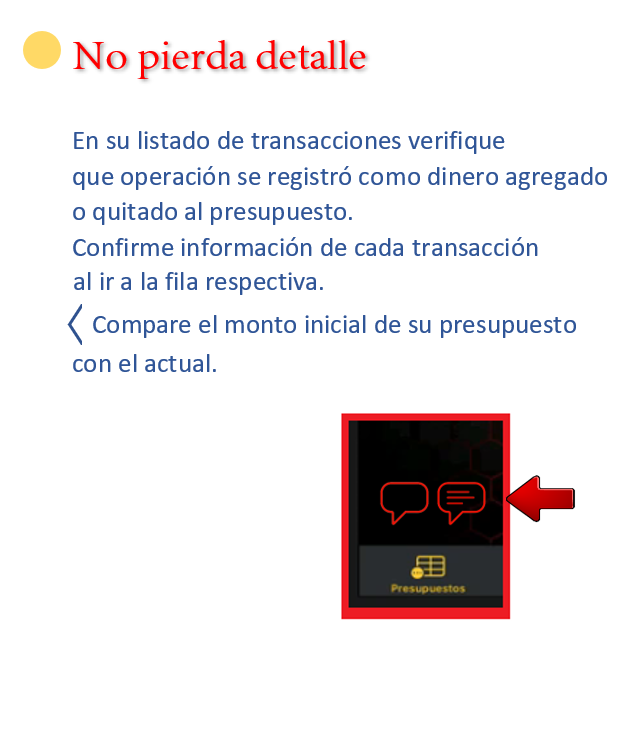 No pierda detalle
En su listado de transacciones verifique
que operación se registró como dinero agregado
o quitado al presupuesto.
Confirme información de cada transacción
al ir a la fila respectiva.
Compare el monto inicial de su presupuesto
con el actual.
Presupuestos